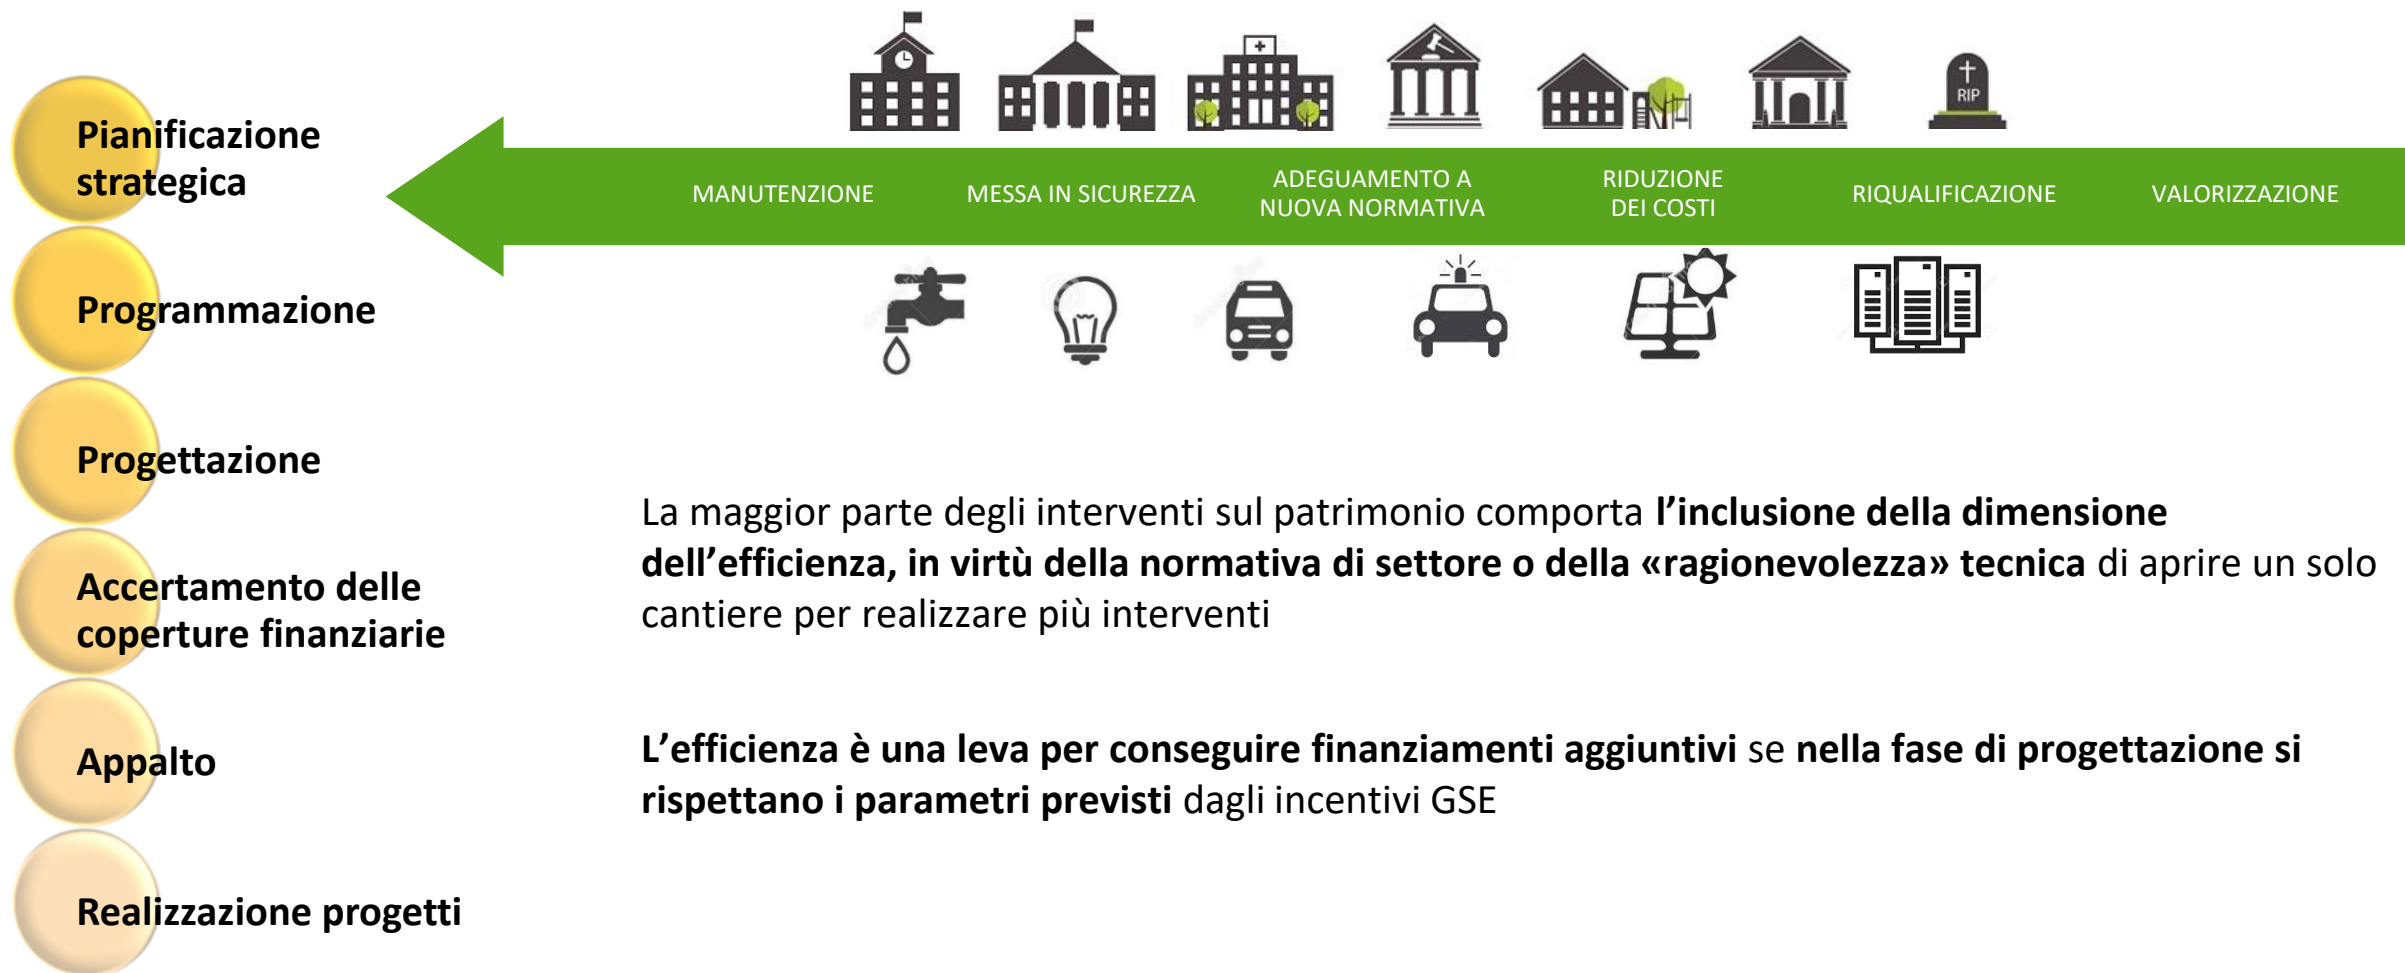 Pianificazione
strategica
Programmazione
Progettazione
Accertamento delle
coperture finanziarie
Appalto
Realizzazione progetti
RIP
MANUTENZIONE
MESSA IN SICUREZZA
ADEGUAMENTO A
NUOVA NORMATIVA
RIDUZIONE
DEI COSTI
RIQUALIFICAZIONE
VALORIZZAZIONE
La maggior parte degli interventi sul patrimonio comporta l’inclusione della dimensione
dell’efficienza, in virtù della normativa di settore o della «ragionevolezza» tecnica di aprire un solo
cantiere per realizzare più interventi
L’efficienza è una leva per conseguire finanziamenti aggiuntivi se nella fase di progettazione si
rispettano i parametri previsti dagli incentivi GSE